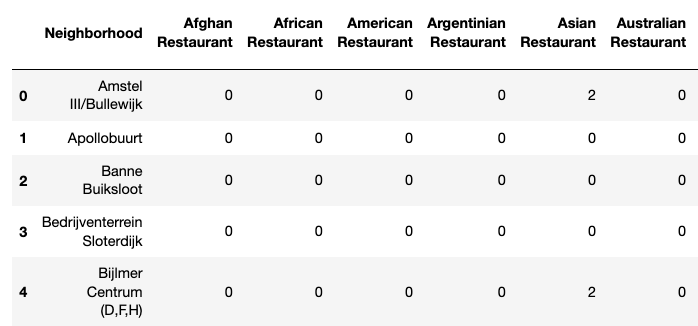 Neighborhood Afghan Restaurant African Restaurant American Restaurant Argentinian Restaurant Asian Restaurant Australian Restaurant
0 Amstel III/Bullewijk 0 0 0 0 2 0
1 Apollobuurt 0 0 0 0 0 0
2 Banne Buiksloot 0 0 0 0 0 0
3 Bedrijventerrein Sloterdijk 0 0 0 0 0 0
4 Bijlmer Centrum (D,F,H) 0 0 0 0 2 0